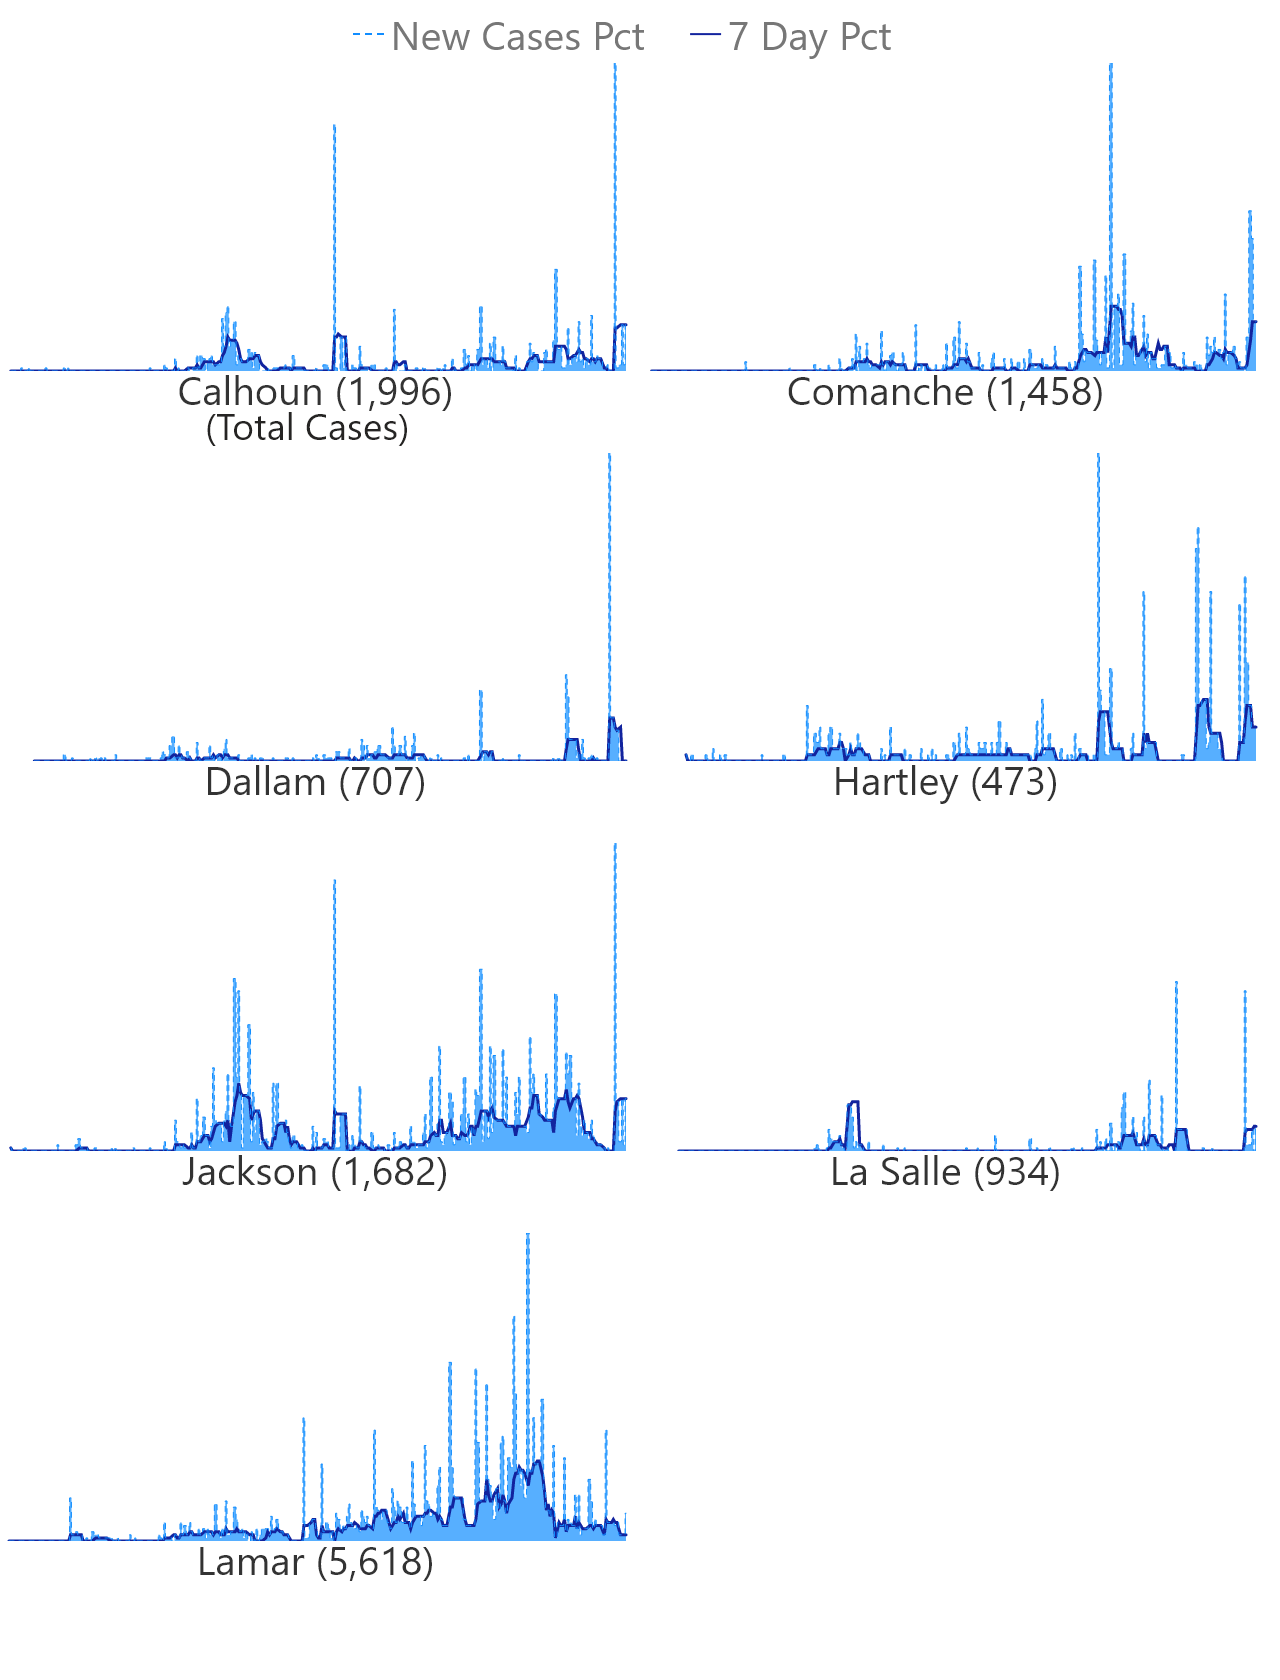 New Cases Pct 7 Day Pct
Calhoun (1,996) Comanche (1,458)
(Total Cases)
Dallam (707) Hartley (473)
Jackson (1,682) La Salle (934)
Lamar (5,618)